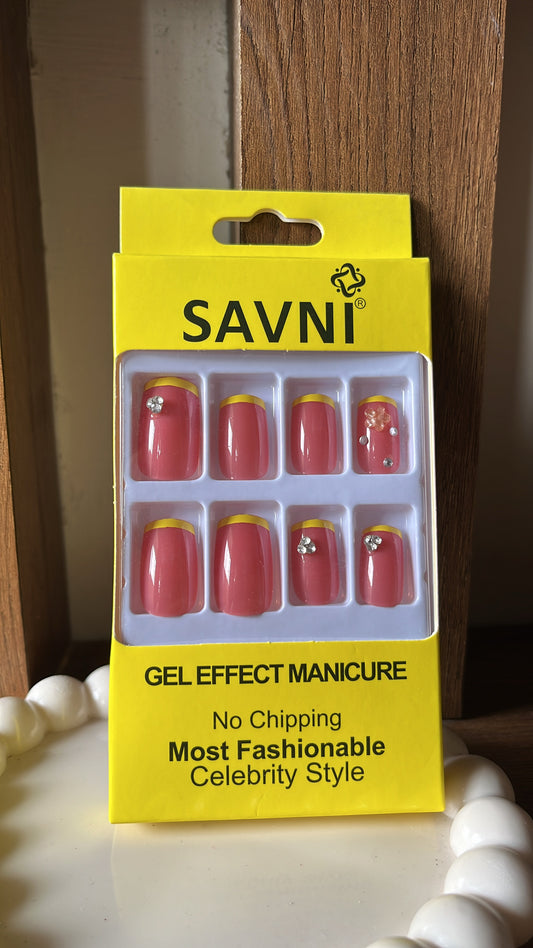 SAVNI®
GEL EFFECT MANICURE
No Chipping
Most Fashionable
Celebrity Style